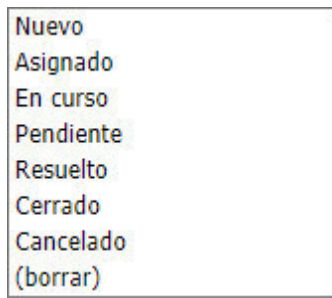 Nuevo
Asignado
En curso
Pendiente
Resuelto
Cerrado
Cancelado
(borrar)